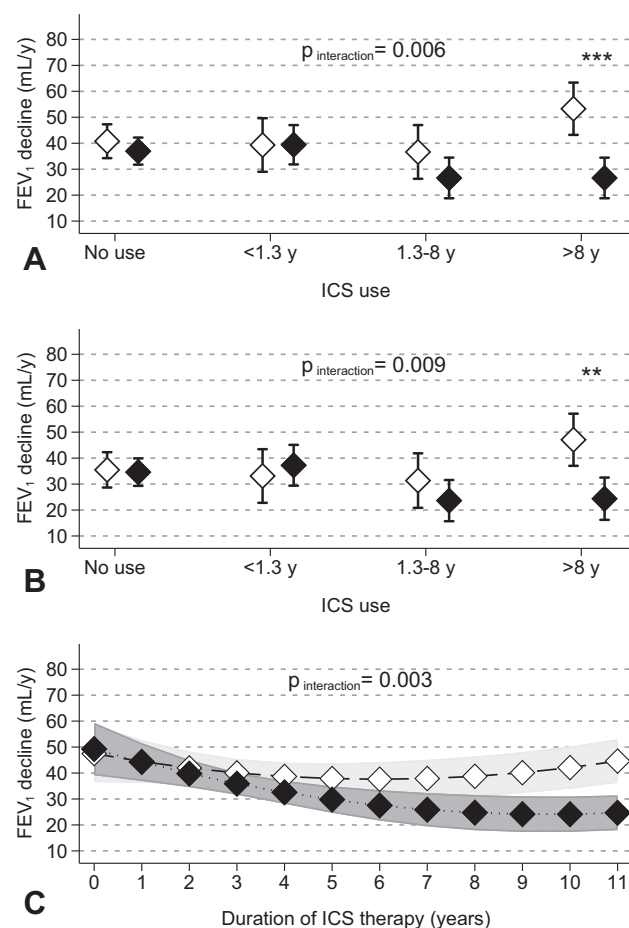 80
p interaction = 0.006
***
70
60
50
40
30
20
10
FEV1 decline (mL/y)
A
No use
<1.3 y
1.3-8 y
>8 y
ICS use
80
p interaction = 0.009
**
70
60
50
40
30
20
10
FEV1 decline (mL/y)
B
No use
<1.3 y
1.3-8 y
>8 y
ICS use
80
p interaction = 0.003
70
60
50
40
30
20
10
FEV1 decline (mL/y)
C
0 1 2 3 4 5 6 7 8 9 10 11
Duration of ICS therapy (years)